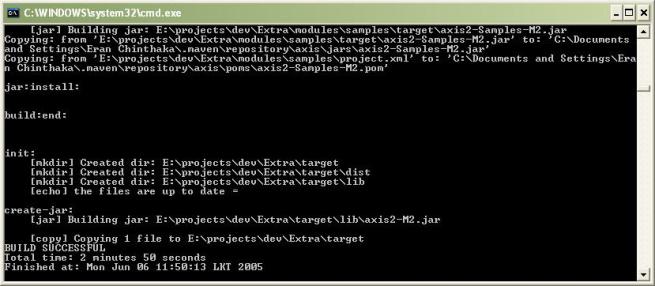 C:\WINDOWS\system32\cmd.exe
[jar] Building jar: E:\projects\dev\Extra\modules\samples\target\axis2-Samples-M2.jar
Copying: from 'E:\projects\dev\Extra\modules\samples\target\axis2-Samples-M2.jar' to: 'C:\Documents
and Settings\Eran Chinthaka\.maven\repository\axis\jars\axis2-Samples-M2.jar'
Copying: from 'E:\projects\dev\Extra\modules\samples\project.xml' to: 'C:\Documents and Settings\Era
n Chinthaka\.maven\repository\axis\poms\axis2-Samples-M2.pom'
jar:install:
build:end:
init:
[mkdir] Created dir: E:\projects\dev\Extra\target
[mkdir] Created dir: E:\projects\dev\Extra\target\dist
[mkdir] Created dir: E:\projects\dev\Extra\target\lib
[echo] the files are up to date =
create-jar:
[jar] Building jar: E:\projects\dev\Extra\target\lib\axis2-M2.jar
[copy] Copying 1 file to E:\projects\dev\Extra\target
BUILD SUCCESSFUL
Total time: 2 minutes 50 seconds
Finished at: Mon Jun 06 11:50:13 LKT 2005